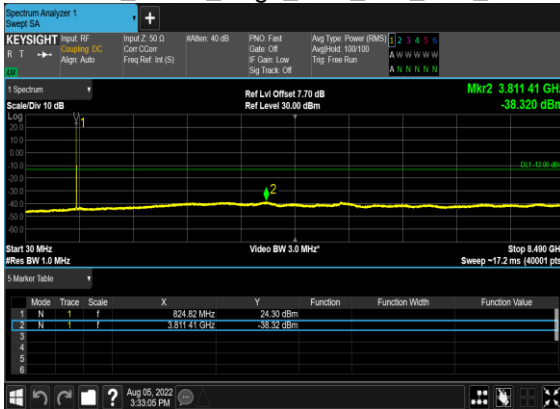 Spectrum Analyzer 1
Swept SA
+
KEYSIGHT Input: RF Input Z: 50 Ω #Atten: 40 dB PNO: Fast Avg Type: Power (RMS) 1 2 3 4 5 6
R T Coupling: DC Corr CCorr Gate: Off Avg|Hold: 100/100 A W W W W W
Align: Auto Freq Ref: Int (S) IF Gain: Low Trig: Free Run
Sig Track: Off A N N N N N
1 Spectrum Ref Lvl Offset 7.70 dB Mkr2 3.811 41 GHz
Scale/Div 10 dB Ref Level 30.00 dBm -38.320 dBm
Log
20.0
10.0
0.00
-10.0
-20.0
-30.0
-40.0
-50.0
-60.0
1
2
DL1 -13.00 dBm
Start 30 MHz Video BW 3.0 MHz* Stop 8.490 GHz
#Res BW 1.0 MHz Sweep ~17.2 ms (40001 pts)
5 Marker Table
Mode Trace Scale X Y Function Function Width Function Value
1 N 1 f 824.82 MHz 24.30 dBm
2 N 1 f 3.811 41 GHz -38.32 dBm
3
4
5
6
? Aug 05, 2022
3:33:05 PM